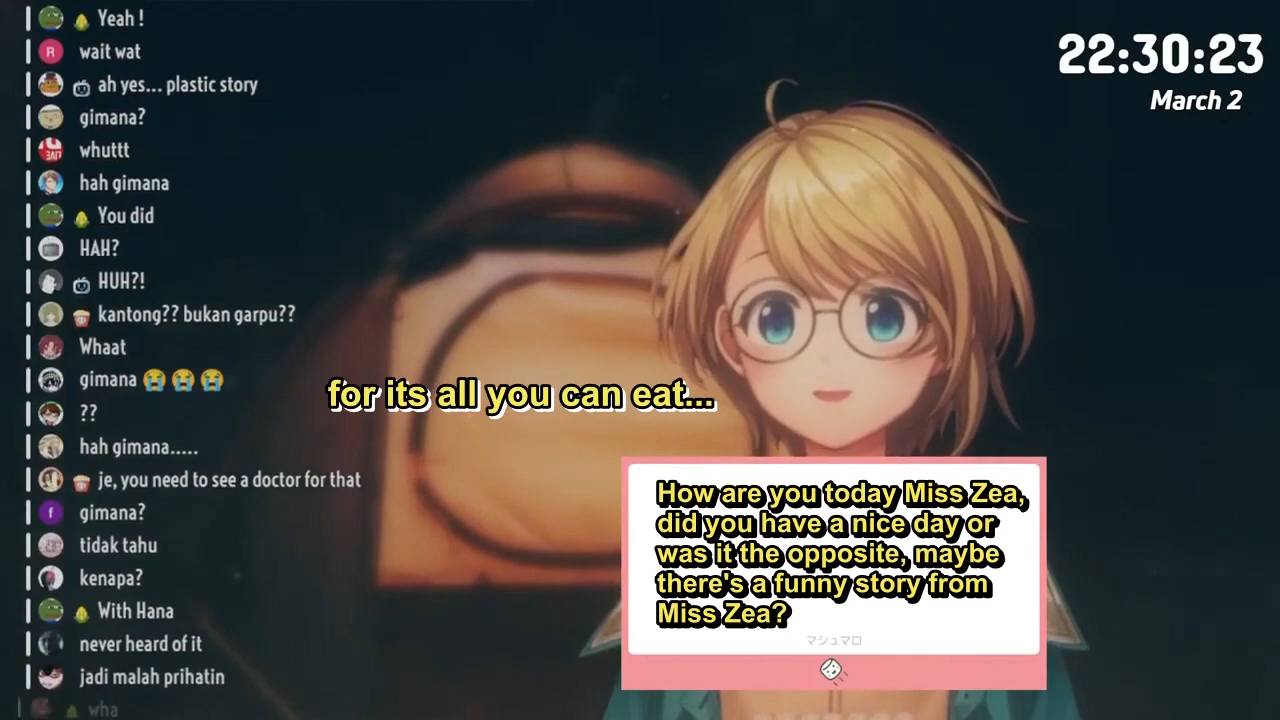 Yeah !
R wait wat
ah yes... plastic story
gimana?
whuttt
hah gimana
You did
HAH?
HUH?!
kantong?? bukan garpu??
Whaat
gimana 😭😭😭
??
hah gimana.....
je, you need to see a doctor for that
f gimana?
tidak tahu
kenapa?
With Hana
never heard of it
jadi malah prihatin
wha
22:30:23
March 2
for its all you can eat...
How are you today Miss Zea,
did you have a nice day or
was it the opposite, maybe
there's a funny story from
Miss Zea?
マシュマロ